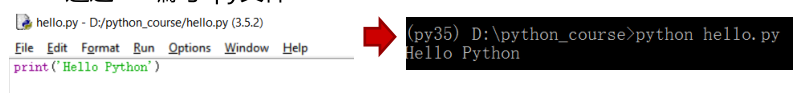 hello.py - D:/python_course/hello.py (3.5.2)
File Edit Format Run Options Window Help
print('Hello Python')
(py35) D:\python_course>python hello.py
Hello Python